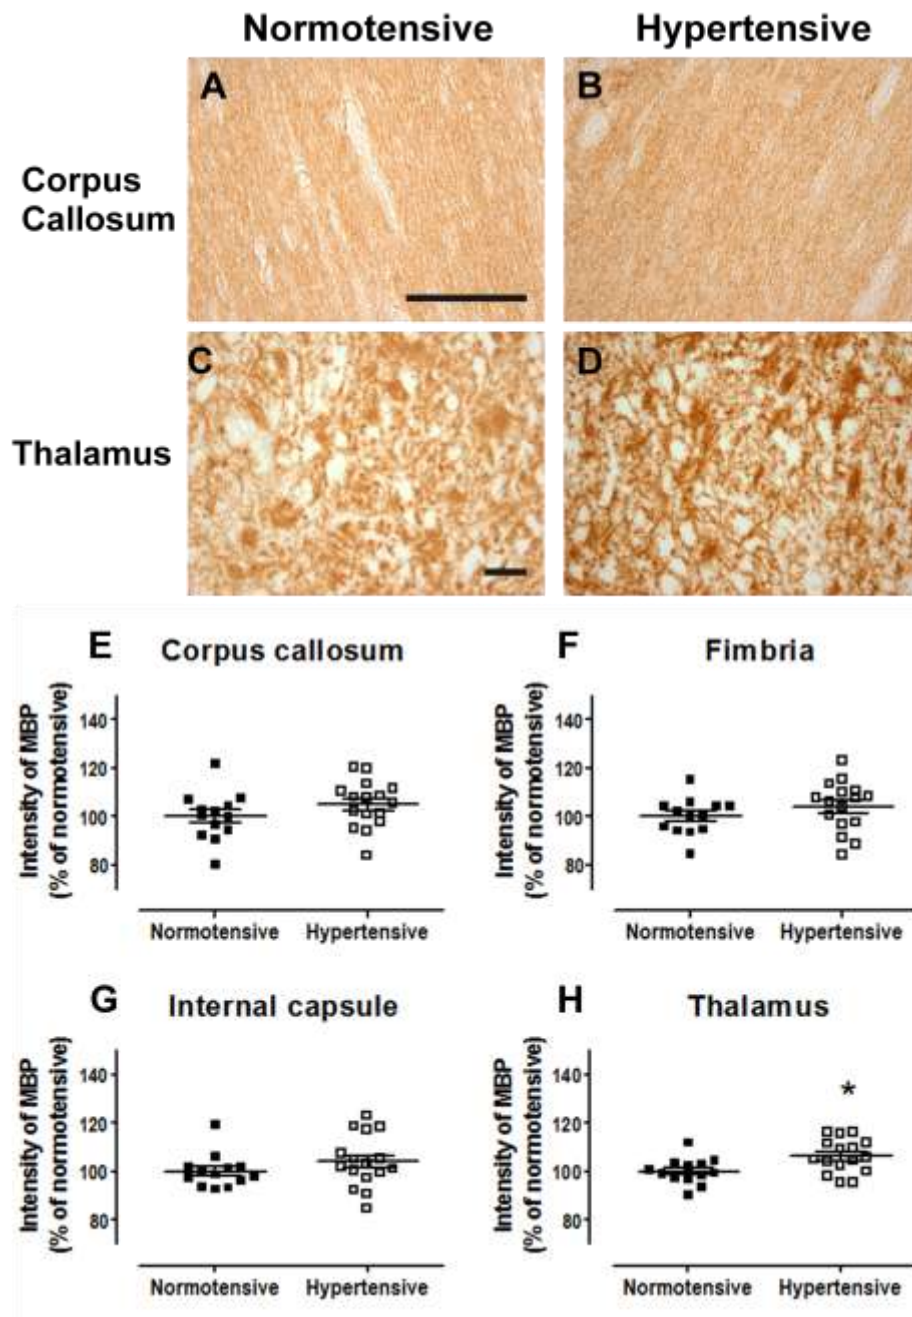 Normotensive Hypertensive
A B
Corpus
Callosum
C D
Thalamus
E Corpus callosum
Intensity of MBP
(% of normotensive)
140
120
100
80
Normotensive Hypertensive
F Fimbria
Intensity of MBP
(% of normotensive)
140
120
100
80
Normotensive Hypertensive
G Internal capsule
Intensity of MBP
(% of normotensive)
140
120
100
80
Normotensive Hypertensive
H Thalamus
Intensity of MBP
(% of normotensive)
140
120
100
80
*
Normotensive Hypertensive